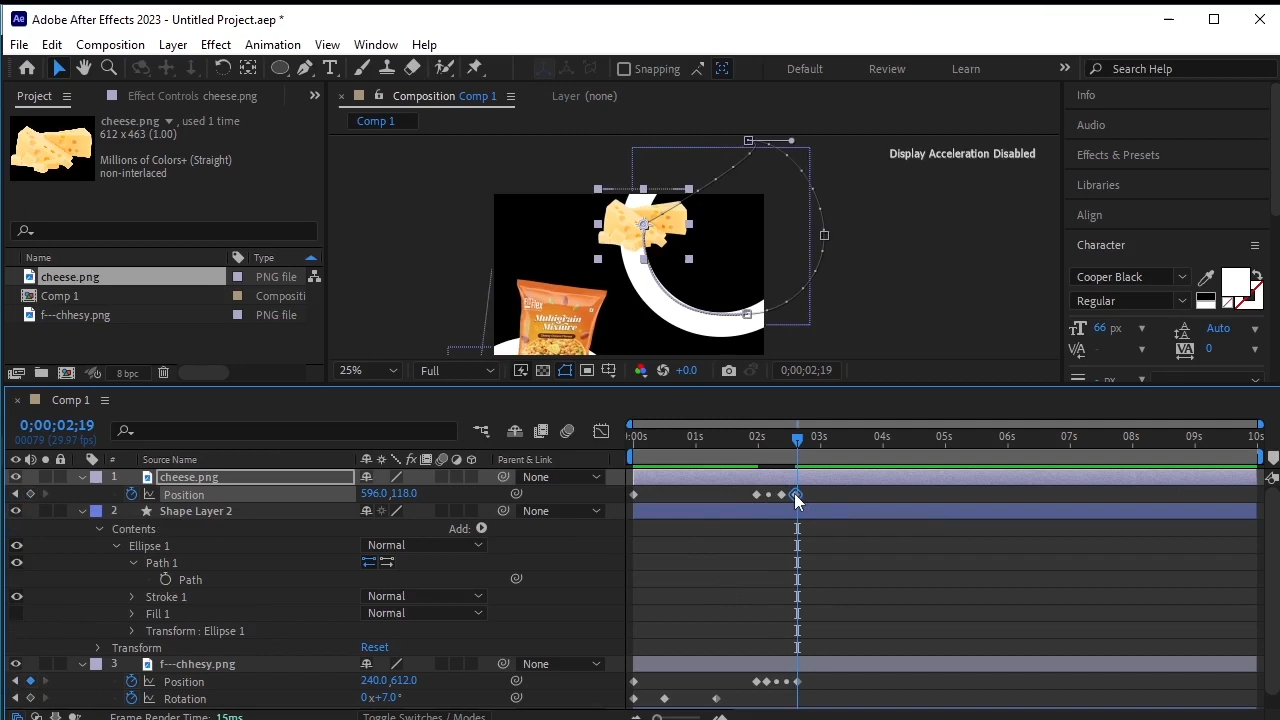 Ae Adobe After Effects 2023 - Untitled Project.aep *
File Edit Composition Layer Effect Animation View Window Help
Snapping Default Review Learn Search Help
Project Effect Controls cheese.png
Composition Comp 1 Layer (none)
cheese.png , used 1 time
612 x 463 (1.00)
Millions of Colors+ (Straight)
non-interlaced
Comp 1
Display Acceleration Disabled
Multigrain
Mixture
Name Type
cheese.png PNG file
Comp 1 Compositi
f---chhesy.png PNG file
8 bpc
25% Full +0.0 0;00;02;19
Info
Audio
Effects & Presets
Libraries
Align
Character
Cooper Black
Regular
66 px Auto
- 0
- px
Comp 1
0;00;02;19
00079 (29.97 fps)
:00s 01s 02s 03s 04s 05s 06s 07s 08s 09s 10s
# Source Name Parent & Link
1 cheese.png None
Position 596.0,118.0
2 Shape Layer 2 None
Contents Add:
Ellipse 1 Normal
Path 1
Path
Stroke 1 Normal
Fill 1 Normal
Transform : Ellipse 1
Transform Reset
3 f---chhesy.png None
Position 240.0,612.0
Rotation 0x+7.0°
Frame Render Time: 15ms Toggle Switches / Modes